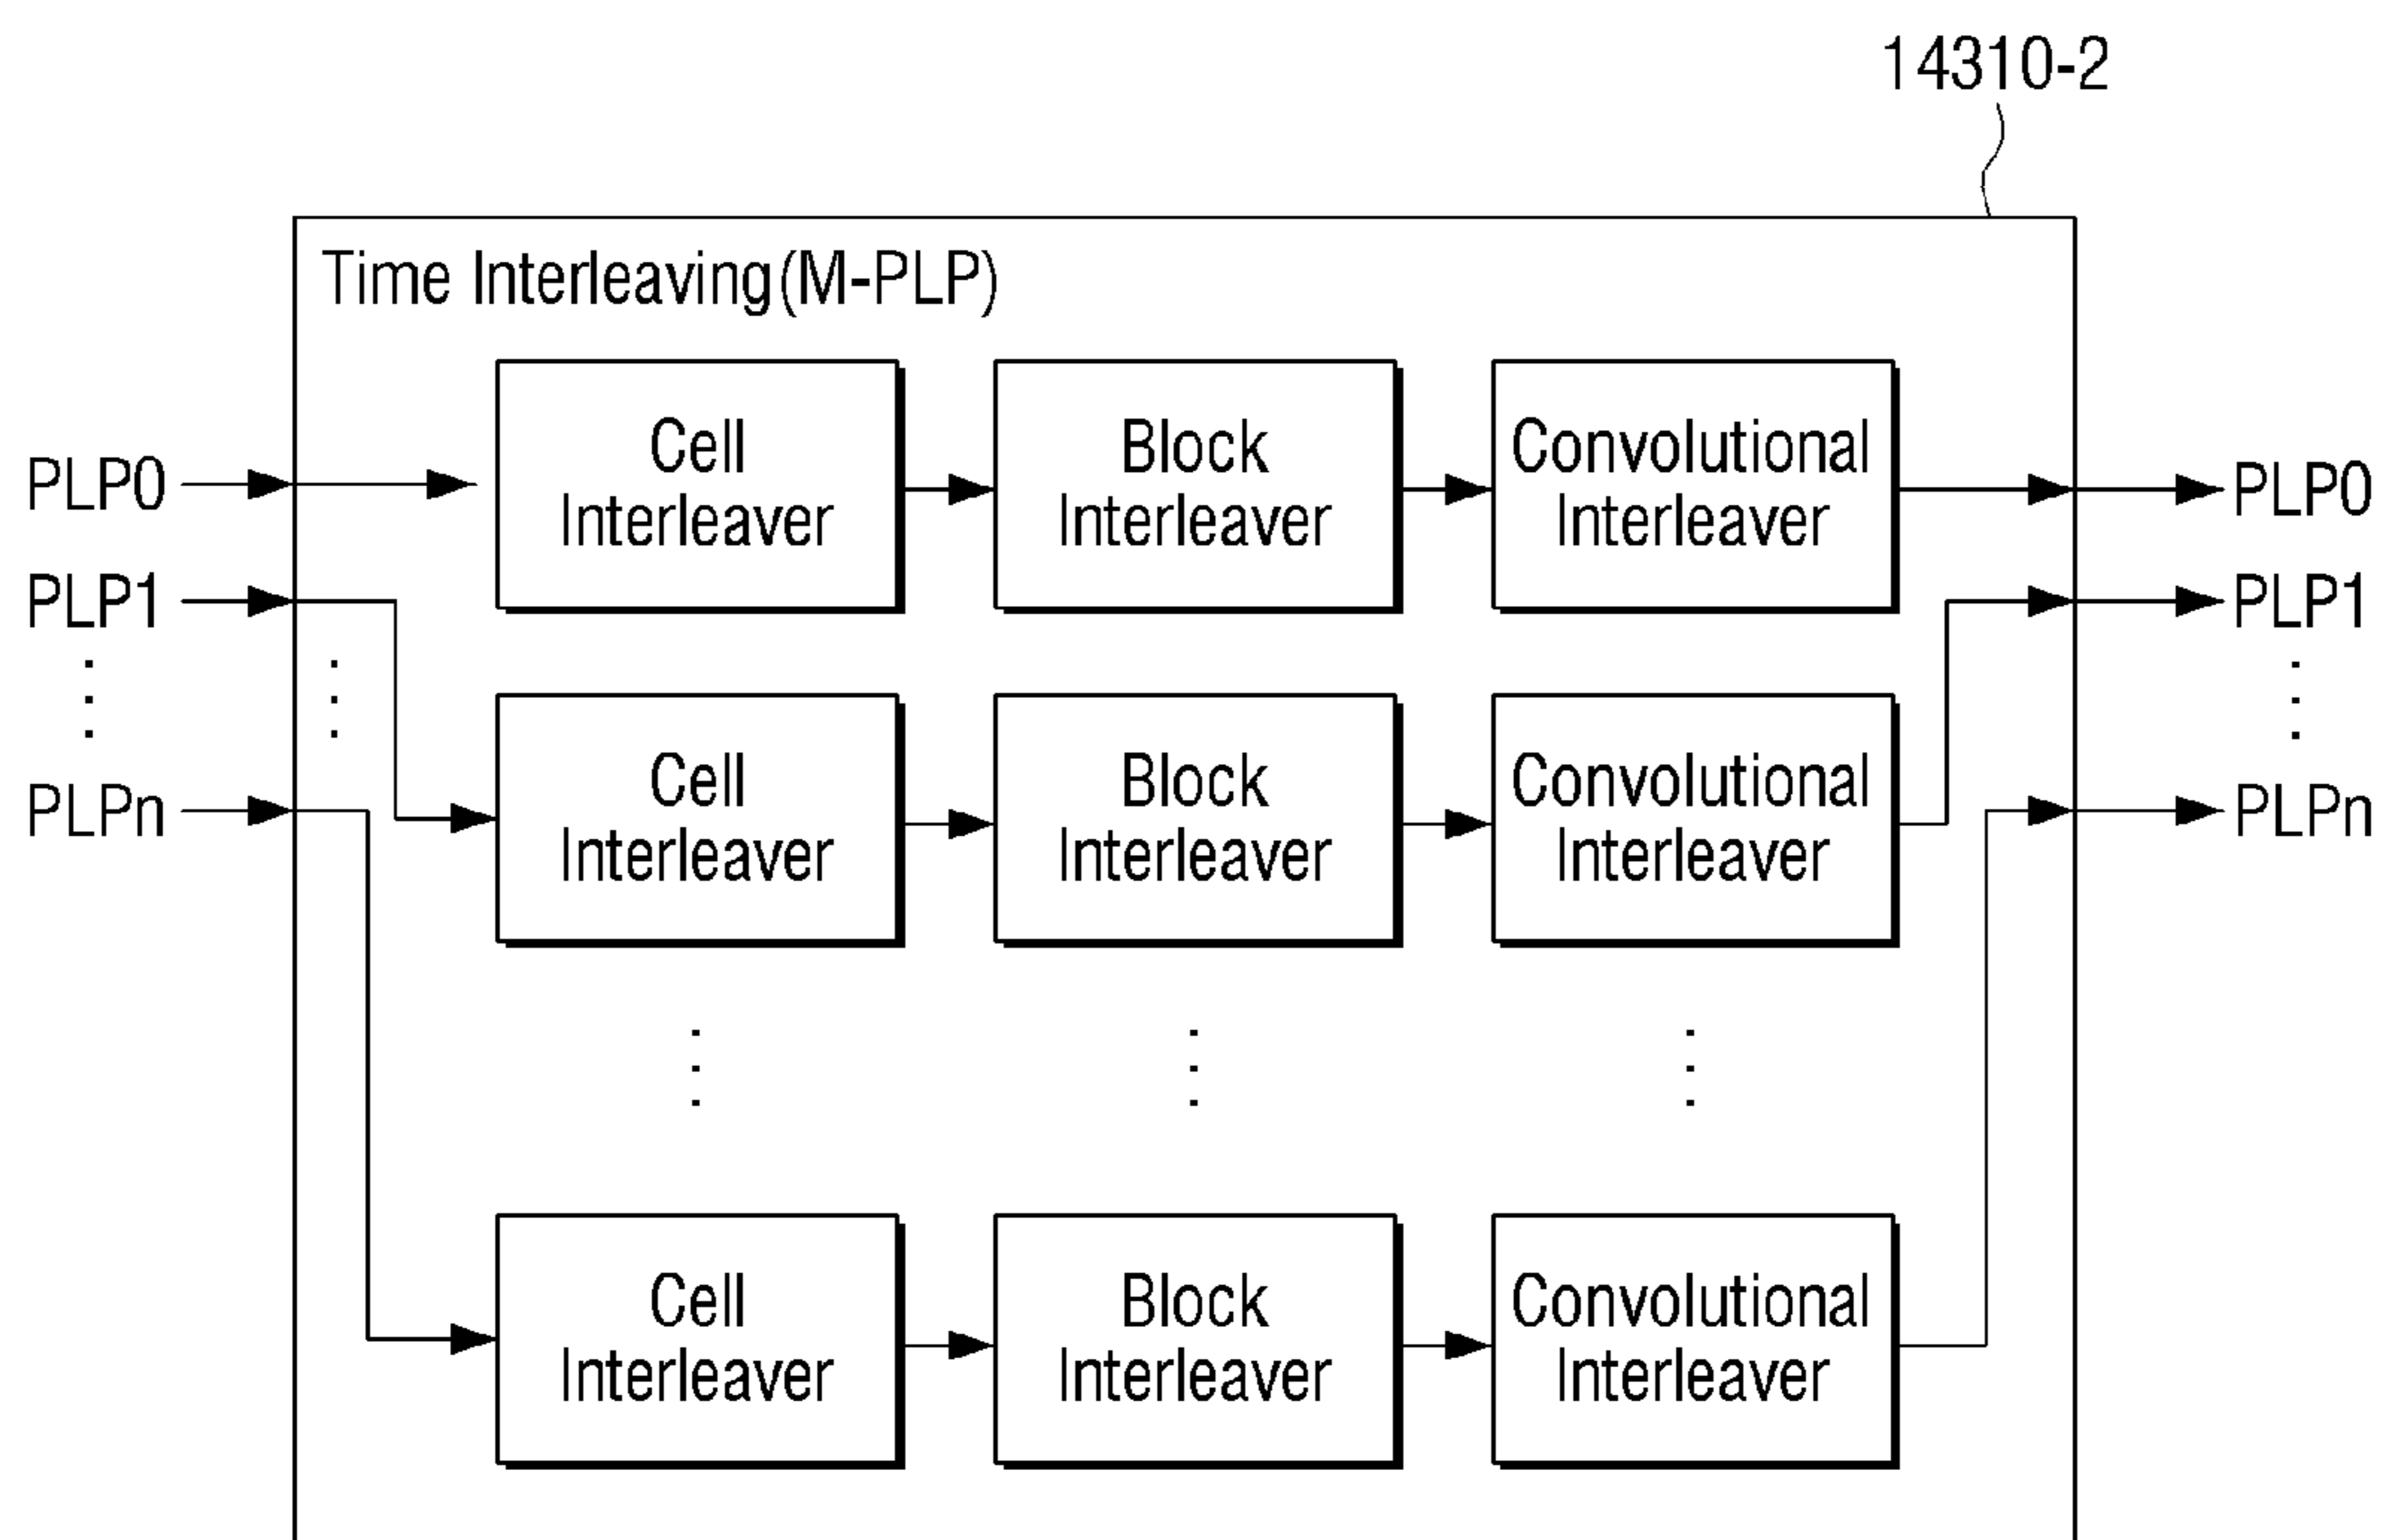 14310-2
Time Interleaving(M-PLP)
PLP0
Cell
Interleaver
Block
Interleaver
Convolutional
Interleaver
PLP0
PLP1
PLP1
Cell
Interleaver
Block
Interleaver
Convolutional
Interleaver
PLPn
PLPn
Cell
Interleaver
Block
Interleaver
Convolutional
Interleaver